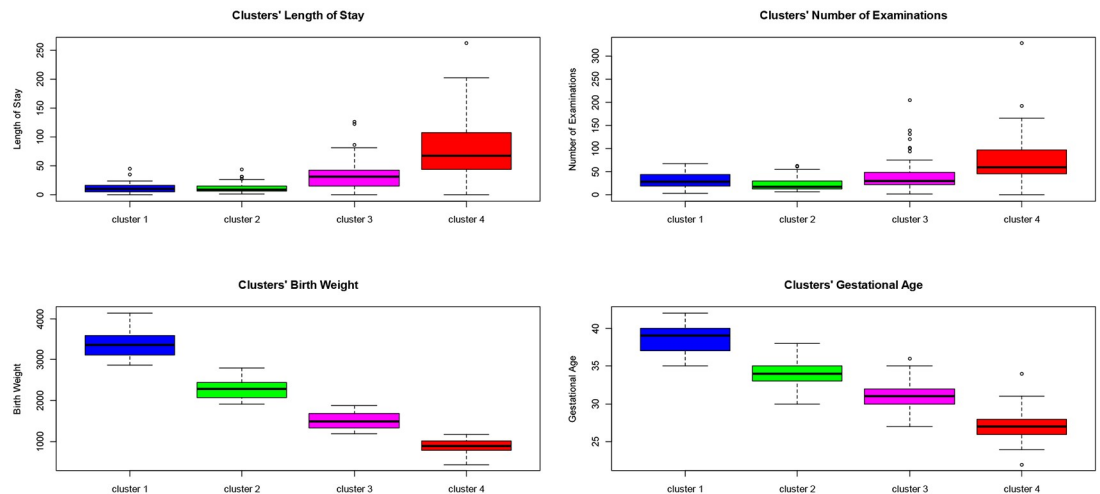 Clusters' Length of Stay
Length of Stay
250
200
150
100
50
0
cluster 1 cluster 2 cluster 3 cluster 4
Clusters' Number of Examinations
Number of Examinations
300
250
200
150
100
50
0
cluster 1 cluster 2 cluster 3 cluster 4
Clusters' Birth Weight
Birth Weight
4000
3000
2000
1000
cluster 1 cluster 2 cluster 3 cluster 4
Clusters' Gestational Age
Gestational Age
40
35
30
25
cluster 1 cluster 2 cluster 3 cluster 4